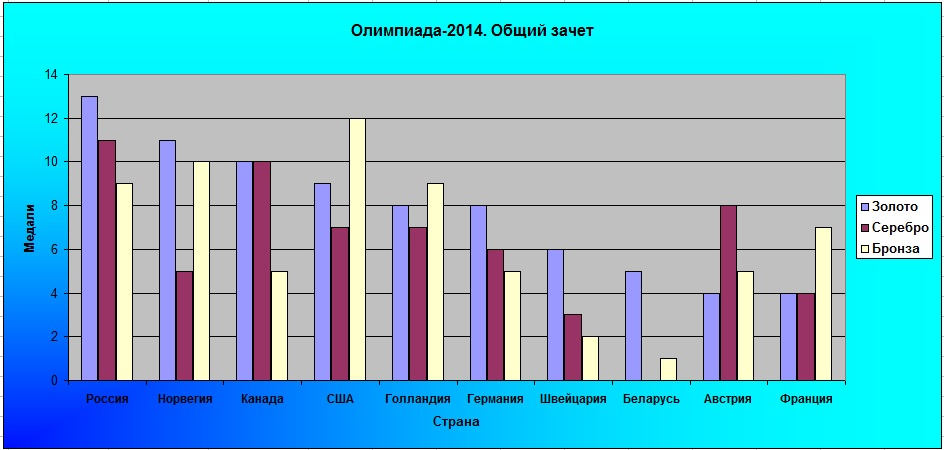 Олимпиада-2014. Общий зачет
Медали
14
12
10
8
6
4
2
0
Россия Норвегия Канада США Голландия Германия Швейцария Беларусь Австрия Франция
Страна
Золото
Серебро
Бронза